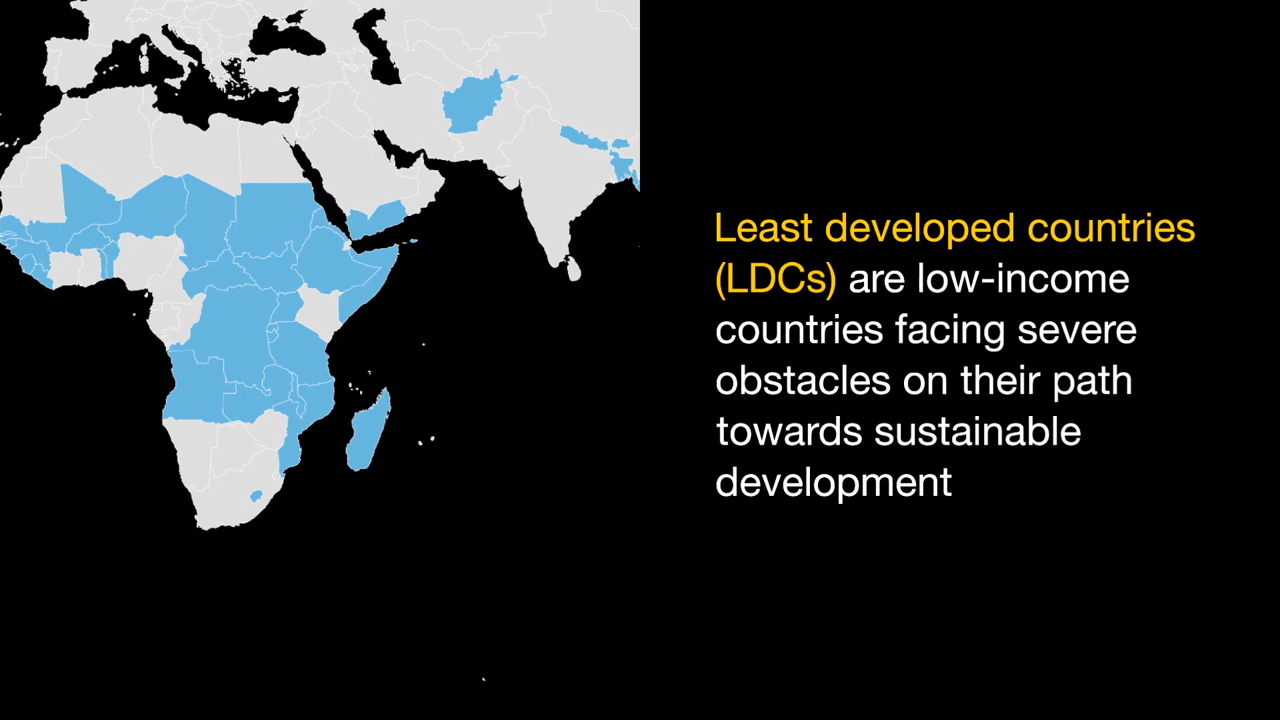 Least developed countries
(LDCs) are low-income
countries facing severe
obstacles on their path
towards sustainable
development